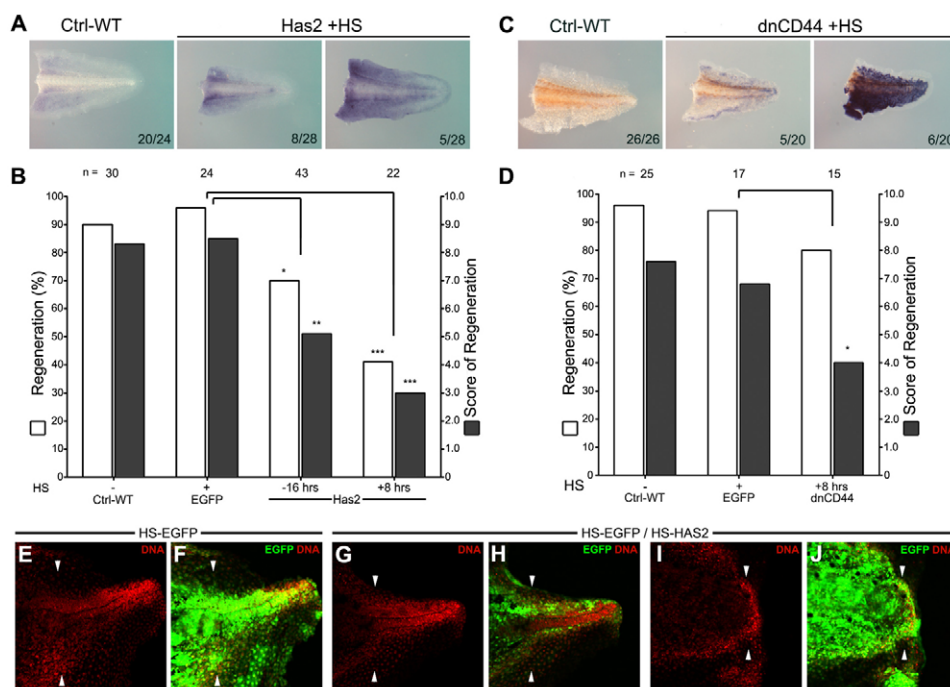 A Ctrl-WT Has2 +HS
20/24 8/28 5/28
C Ctrl-WT dnCD44 +HS
26/26 5/20 6/20
B
n = 30 24 43 22
Regeneration (%)
100
90
80
70
60
50
40
30
20
10
0
* ** *** ***
10.0
9.0
8.0
7.0
6.0
5.0
4.0
3.0
2.0
1.0
0.0
Score of Regeneration
HS - + -16 hrs +8 hrs
Ctrl-WT EGFP Has2
D
n = 25 17 15
Regeneration (%)
100
90
80
70
60
50
40
30
20
10
0
*
10.0
9.0
8.0
7.0
6.0
5.0
4.0
3.0
2.0
1.0
0.0
Score of Regeneration
HS - + +8 hrs
Ctrl-WT EGFP dnCD44
HS-EGFP HS-EGFP / HS-HAS2
E DNA F EGFP DNA G DNA H EGFP DNA I DNA J EGFP DNA